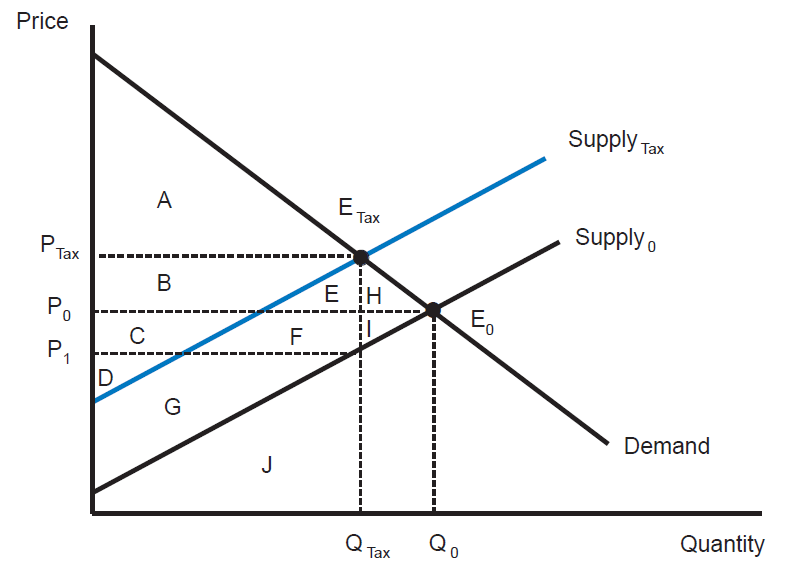 Price
Supply Tax
A
E Tax
Supply 0
P Tax
B
E
H
P 0
E 0
C
F
I
P 1
D
G
Demand
J
Q Tax
Q 0
Quantity